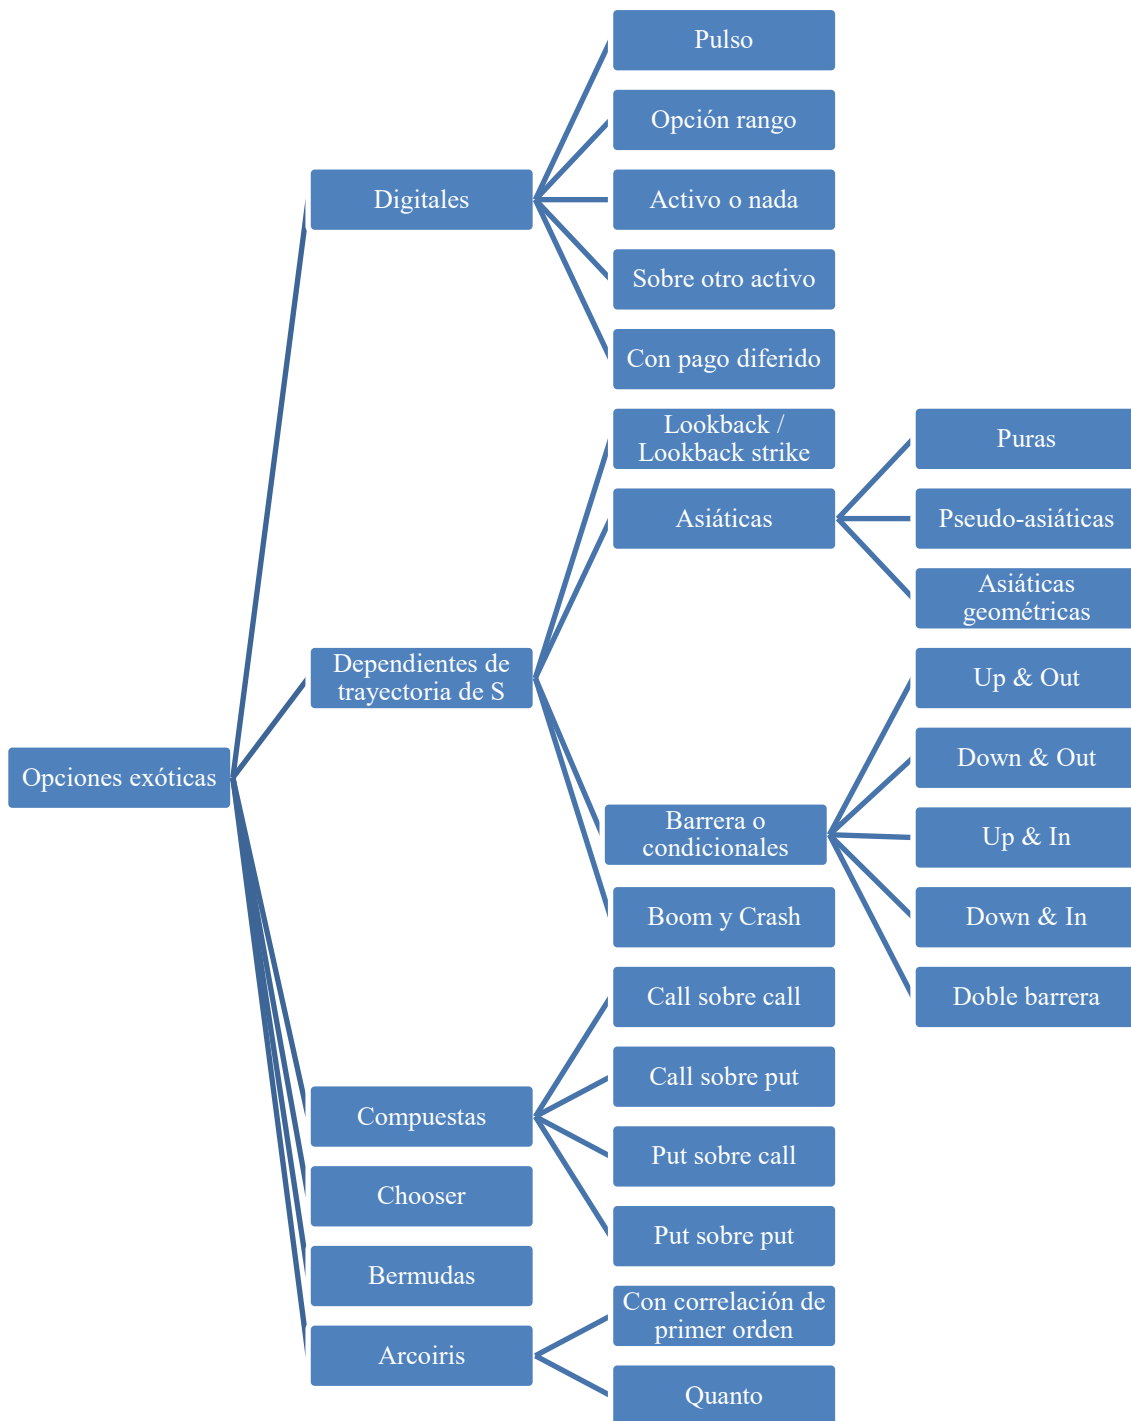 Pulso
Opción rango
Digitales
Activo o nada
Sobre otro activo
Con pago diferido
Lookback /
Lookback strike
Puras
Asiáticas
Pseudo-asiáticas
Asiáticas
geométricas
Dependientes de
trayectoria de S
Up & Out
Opciones exóticas
Down & Out
Barrera o
condicionales
Up & In
Boom y Crash
Down & In
Call sobre call
Doble barrera
Call sobre put
Compuestas
Put sobre call
Chooser
Put sobre put
Bermudas
Con correlación de
primer orden
Arcoiris
Quanto